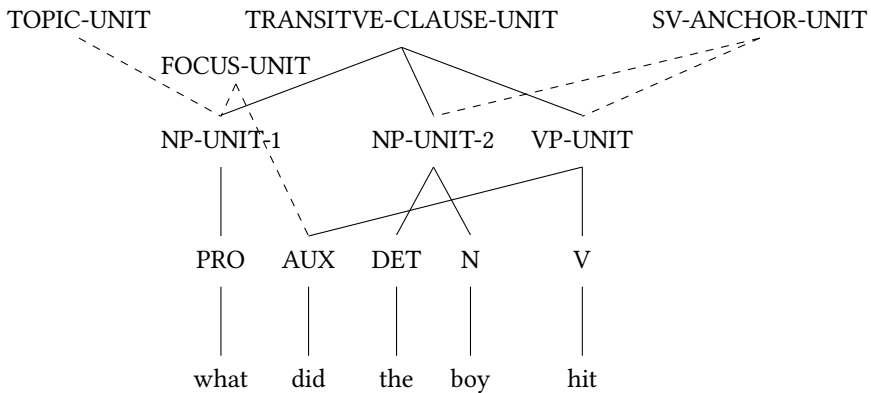 TOPIC-UNIT TRANSITVE-CLAUSE-UNIT SV-ANCHOR-UNIT
FOCUS-UNIT
NP-UNIT-1 NP-UNIT-2 VP-UNIT
PRO AUX DET N V
what did the boy hit